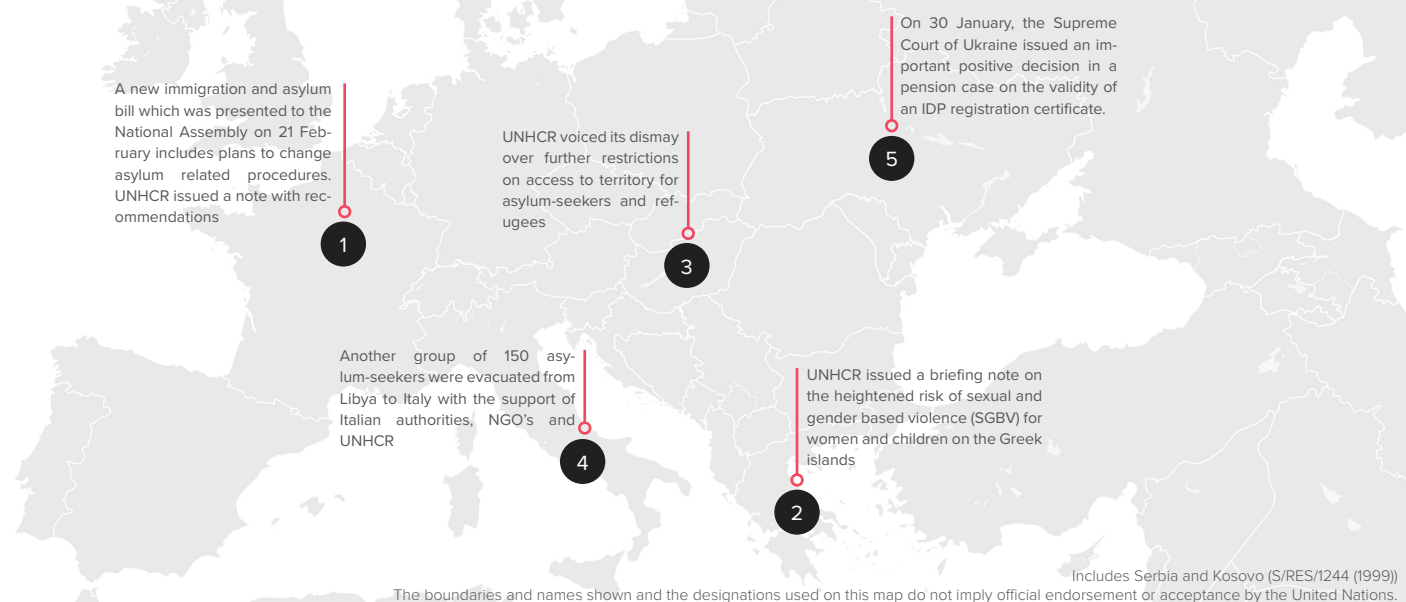 A new immigration and asylum
bill which was presented to the
National Assembly on 21 Feb-
ruary includes plans to change
asylum related procedures.
UNHCR issued a note with rec-
ommendations
1
Another group of 150 asy-
lum-seekers were evacuated from
Libya to Italy with the support of
Italian authorities, NGO’s and
UNHCR
4
UNHCR voiced its dismay
over further restrictions
on access to territory for
asylum-seekers and ref-
ugees
3
On 30 January, the Supreme
Court of Ukraine issued an im-
portant positive decision in a
pension case on the validity of
an IDP registration certificate.
5
UNHCR issued a briefing note on
the heightened risk of sexual and
gender based violence (SGBV) for
women and children on the Greek
islands
2
Includes Serbia and Kosovo (S/RES/1244 (1999))
The boundaries and names shown and the designations used on this map do not imply official endorsement or acceptance by the United Nations.